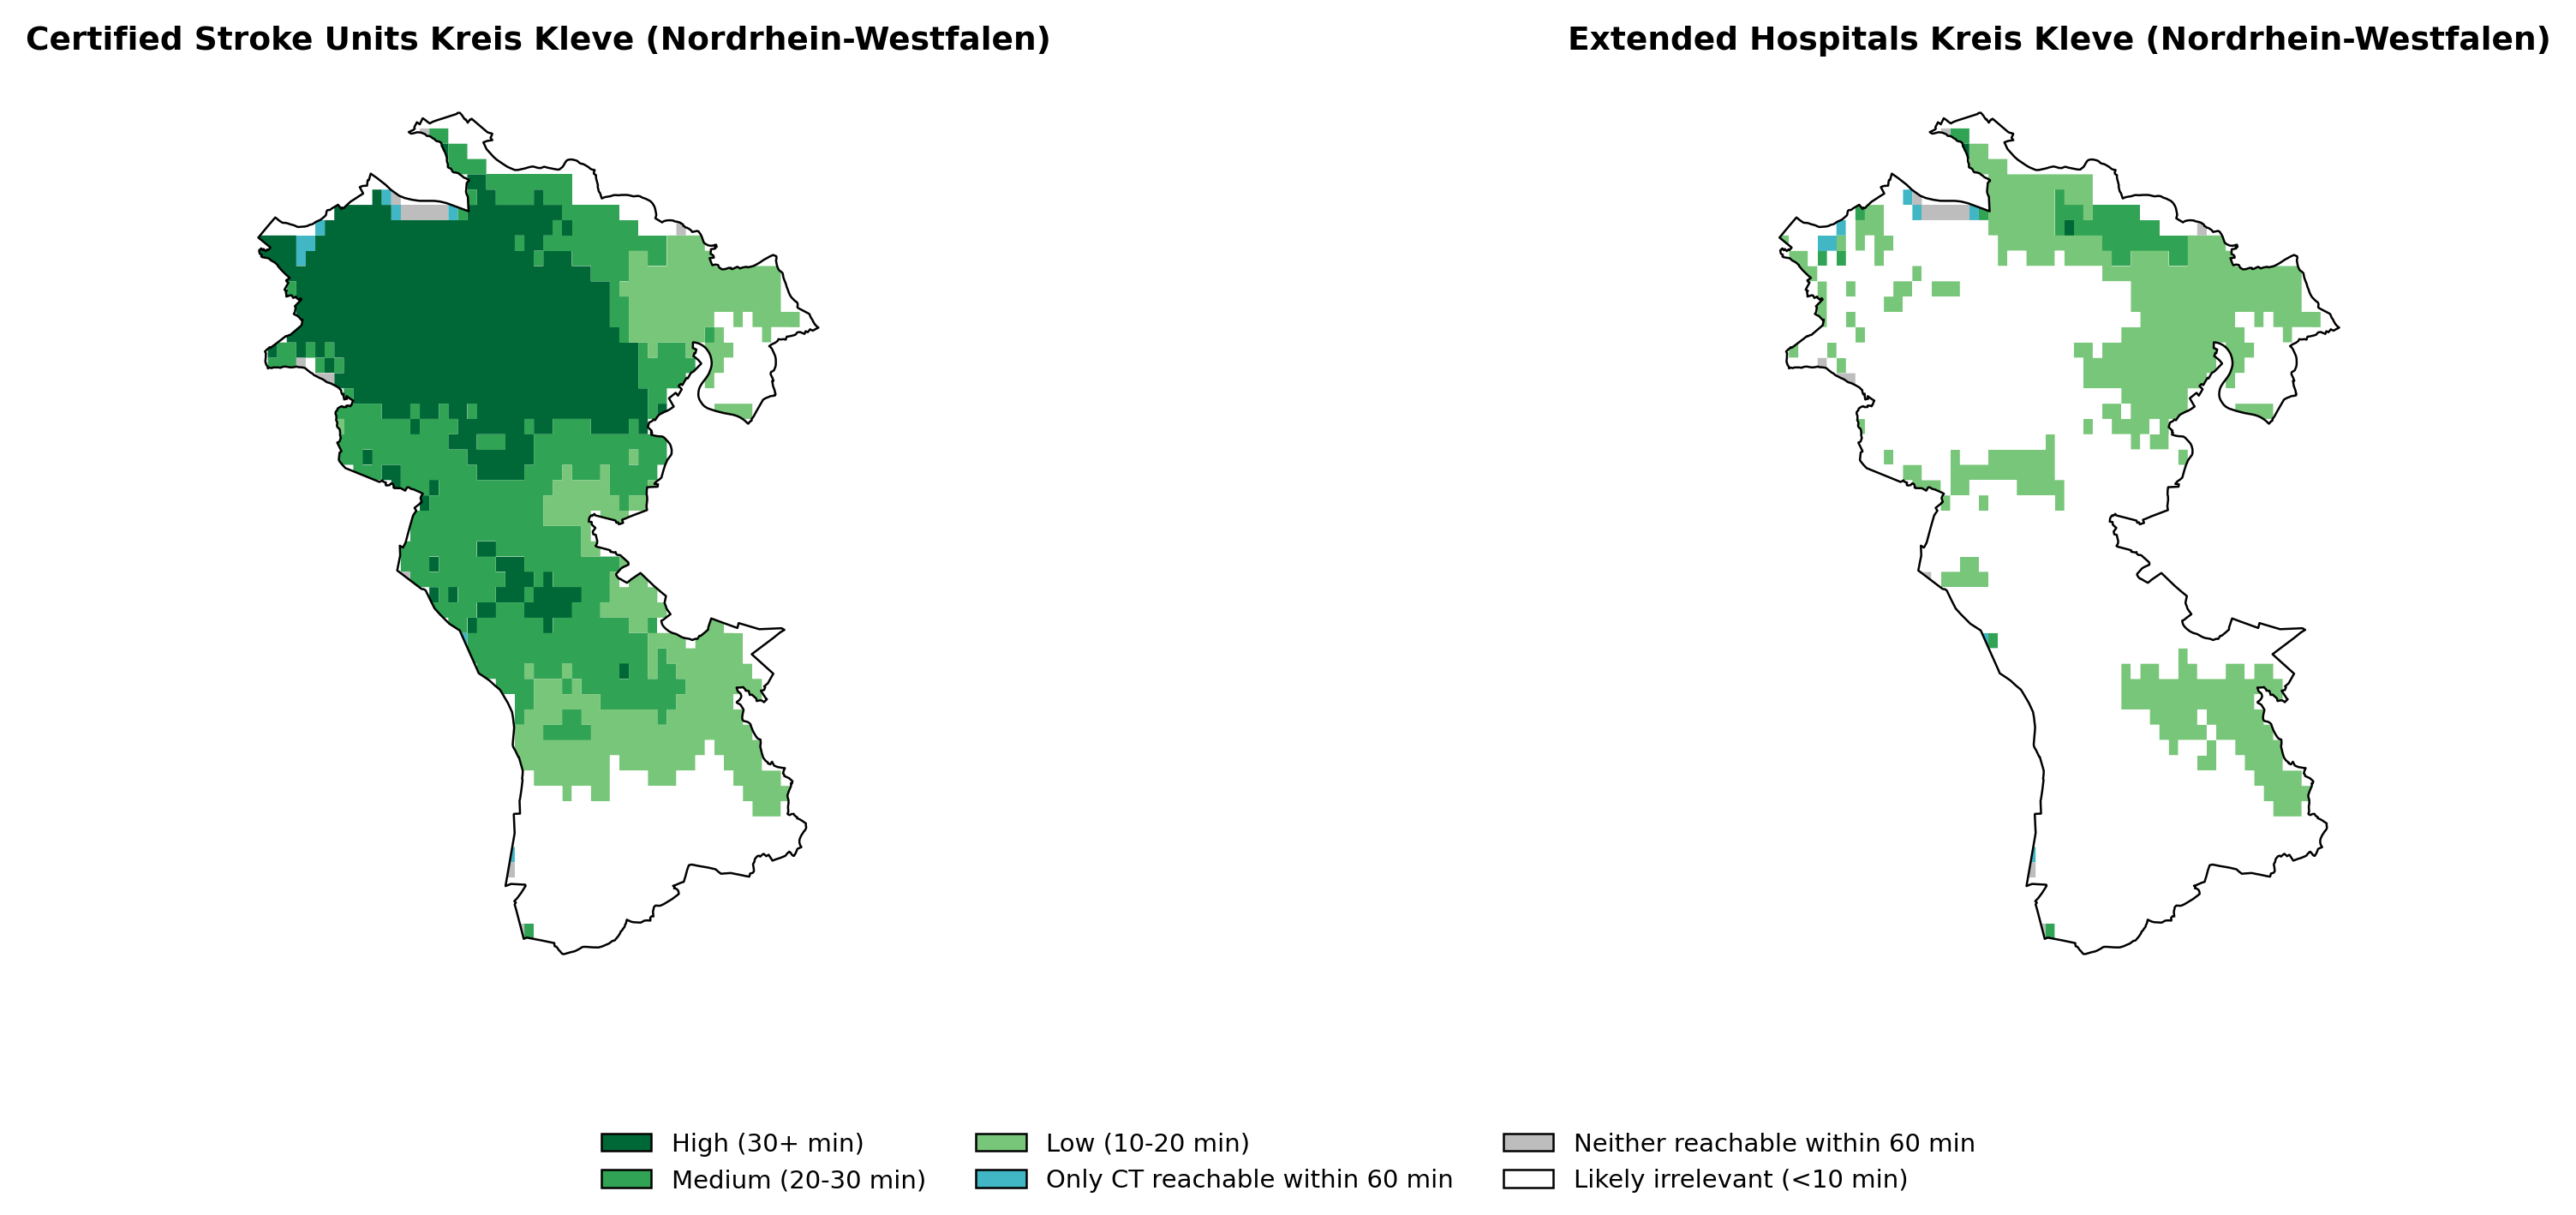 Certified Stroke Units Kreis Kleve (Nordrhein-Westfalen)
Extended Hospitals Kreis Kleve (Nordrhein-Westfalen)
High (30+ min)
Medium (20-30 min)
Low (10-20 min)
Only CT reachable within 60 min
Neither reachable within 60 min
Likely irrelevant (<10 min)